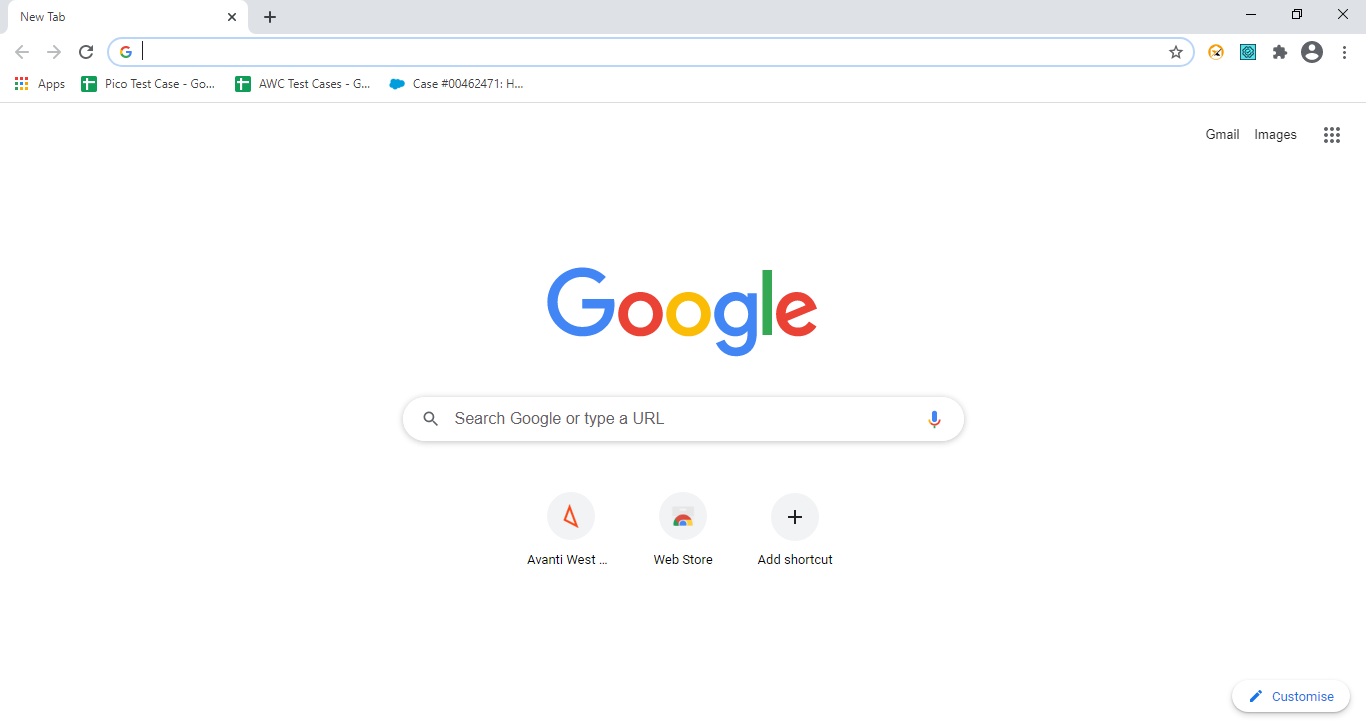 New Tab
Apps Pico Test Case - Go... AWC Test Cases - G... Case #00462471: H...
Gmail Images
Google
Search Google or type a URL
Avanti West ... Web Store Add shortcut
Customise